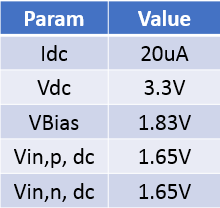 Param Value
Idc 20uA
Vdc 3.3V
VBias 1.83V
Vin,p, dc 1.65V
Vin,n, dc 1.65V